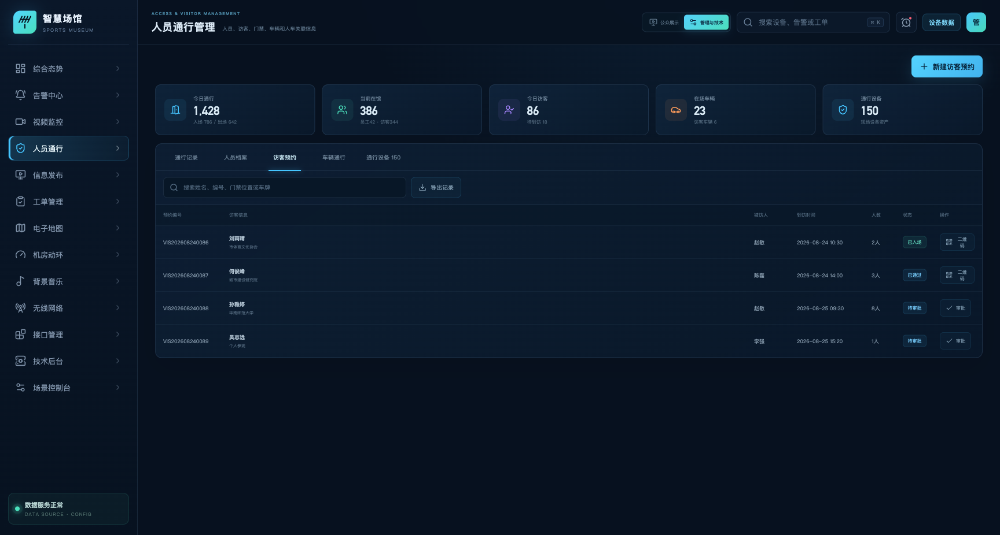 智慧场馆
SPORTS MUSEUM
综合态势
告警中心
视频监控
人员通行
信息发布
工单管理
电子地图
机房动环
背景音乐
无线网络
接口管理
技术后台
场景控制台
数据服务正常
DATA SOURCE · CONFIG
ACCESS & VISITOR MANAGEMENT
人员通行管理 人员、访客、门禁、车辆和人车关联信息
公众展示 管理与技术 搜索设备、告警或工单 ⌘ K 设备数据 管
新建访客预约
今日通行
1,428
入场 786 / 出场 642
当前在馆
386
员工42 · 访客344
今日访客
86
待到访 18
在场车辆
23
访客车辆 6
通行设备
150
现场设备资产
通行记录 人员档案 访客预约 车辆通行 通行设备 150
搜索姓名、编号、门禁位置或车牌 导出记录
预约编号 访客信息 被访人 到访时间 人数 状态 操作
VIS202608240086 刘雨晴 市体育文化协会 赵敏 2026-08-24 10:30 2人 已入场 二维码
VIS202608240087 何俊峰 城市建设研究院 陈磊 2026-08-24 14:00 3人 已通过 二维码
VIS202608240088 孙雅婷 华南师范大学 赵敏 2026-08-25 09:30 8人 待审批 审批
VIS202608240089 吴志远 个人参观 李强 2026-08-25 15:20 1人 待审批 审批